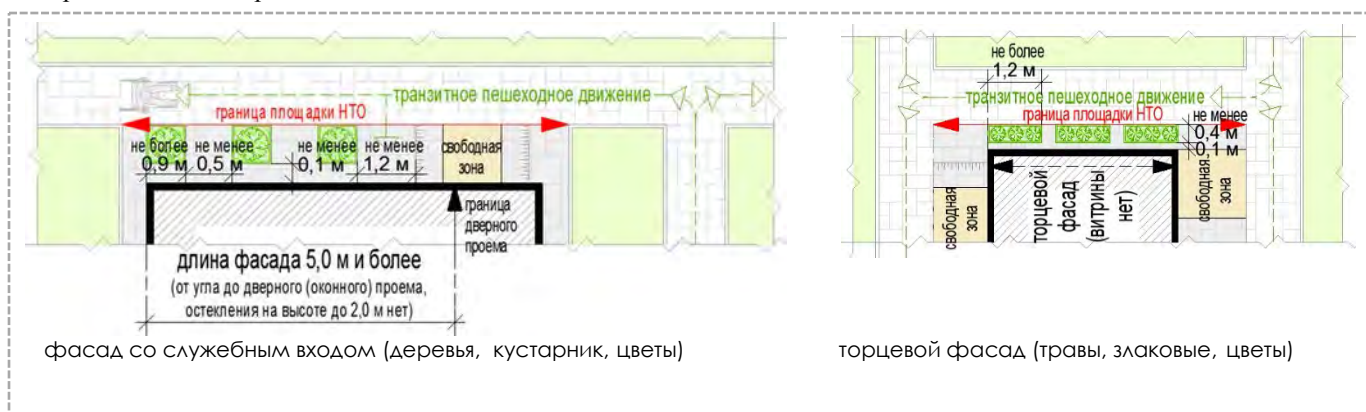 транзитное пешеходное движение
граница площадки НТО
не более
0,9 м
не менее
0,5 м
не менее
0,1 м
не менее
1,2 м
свободная
зона
граница
дверного
проема
длина фасада 5,0 м и более
(от угла до дверного (оконного) проема,
остекления на высоте до 2,0 м нет)
фасад со служебным входом (деревья, кустарник, цветы)
не более
1,2 м
транзитное пешеходное движение
граница площадки НТО
не менее
0,4 м
0,1 м
свободная
зона
торцевой
фасад
(витрины
нет)
свободная
зона
торцевой фасад (травы, злаковые, цветы)